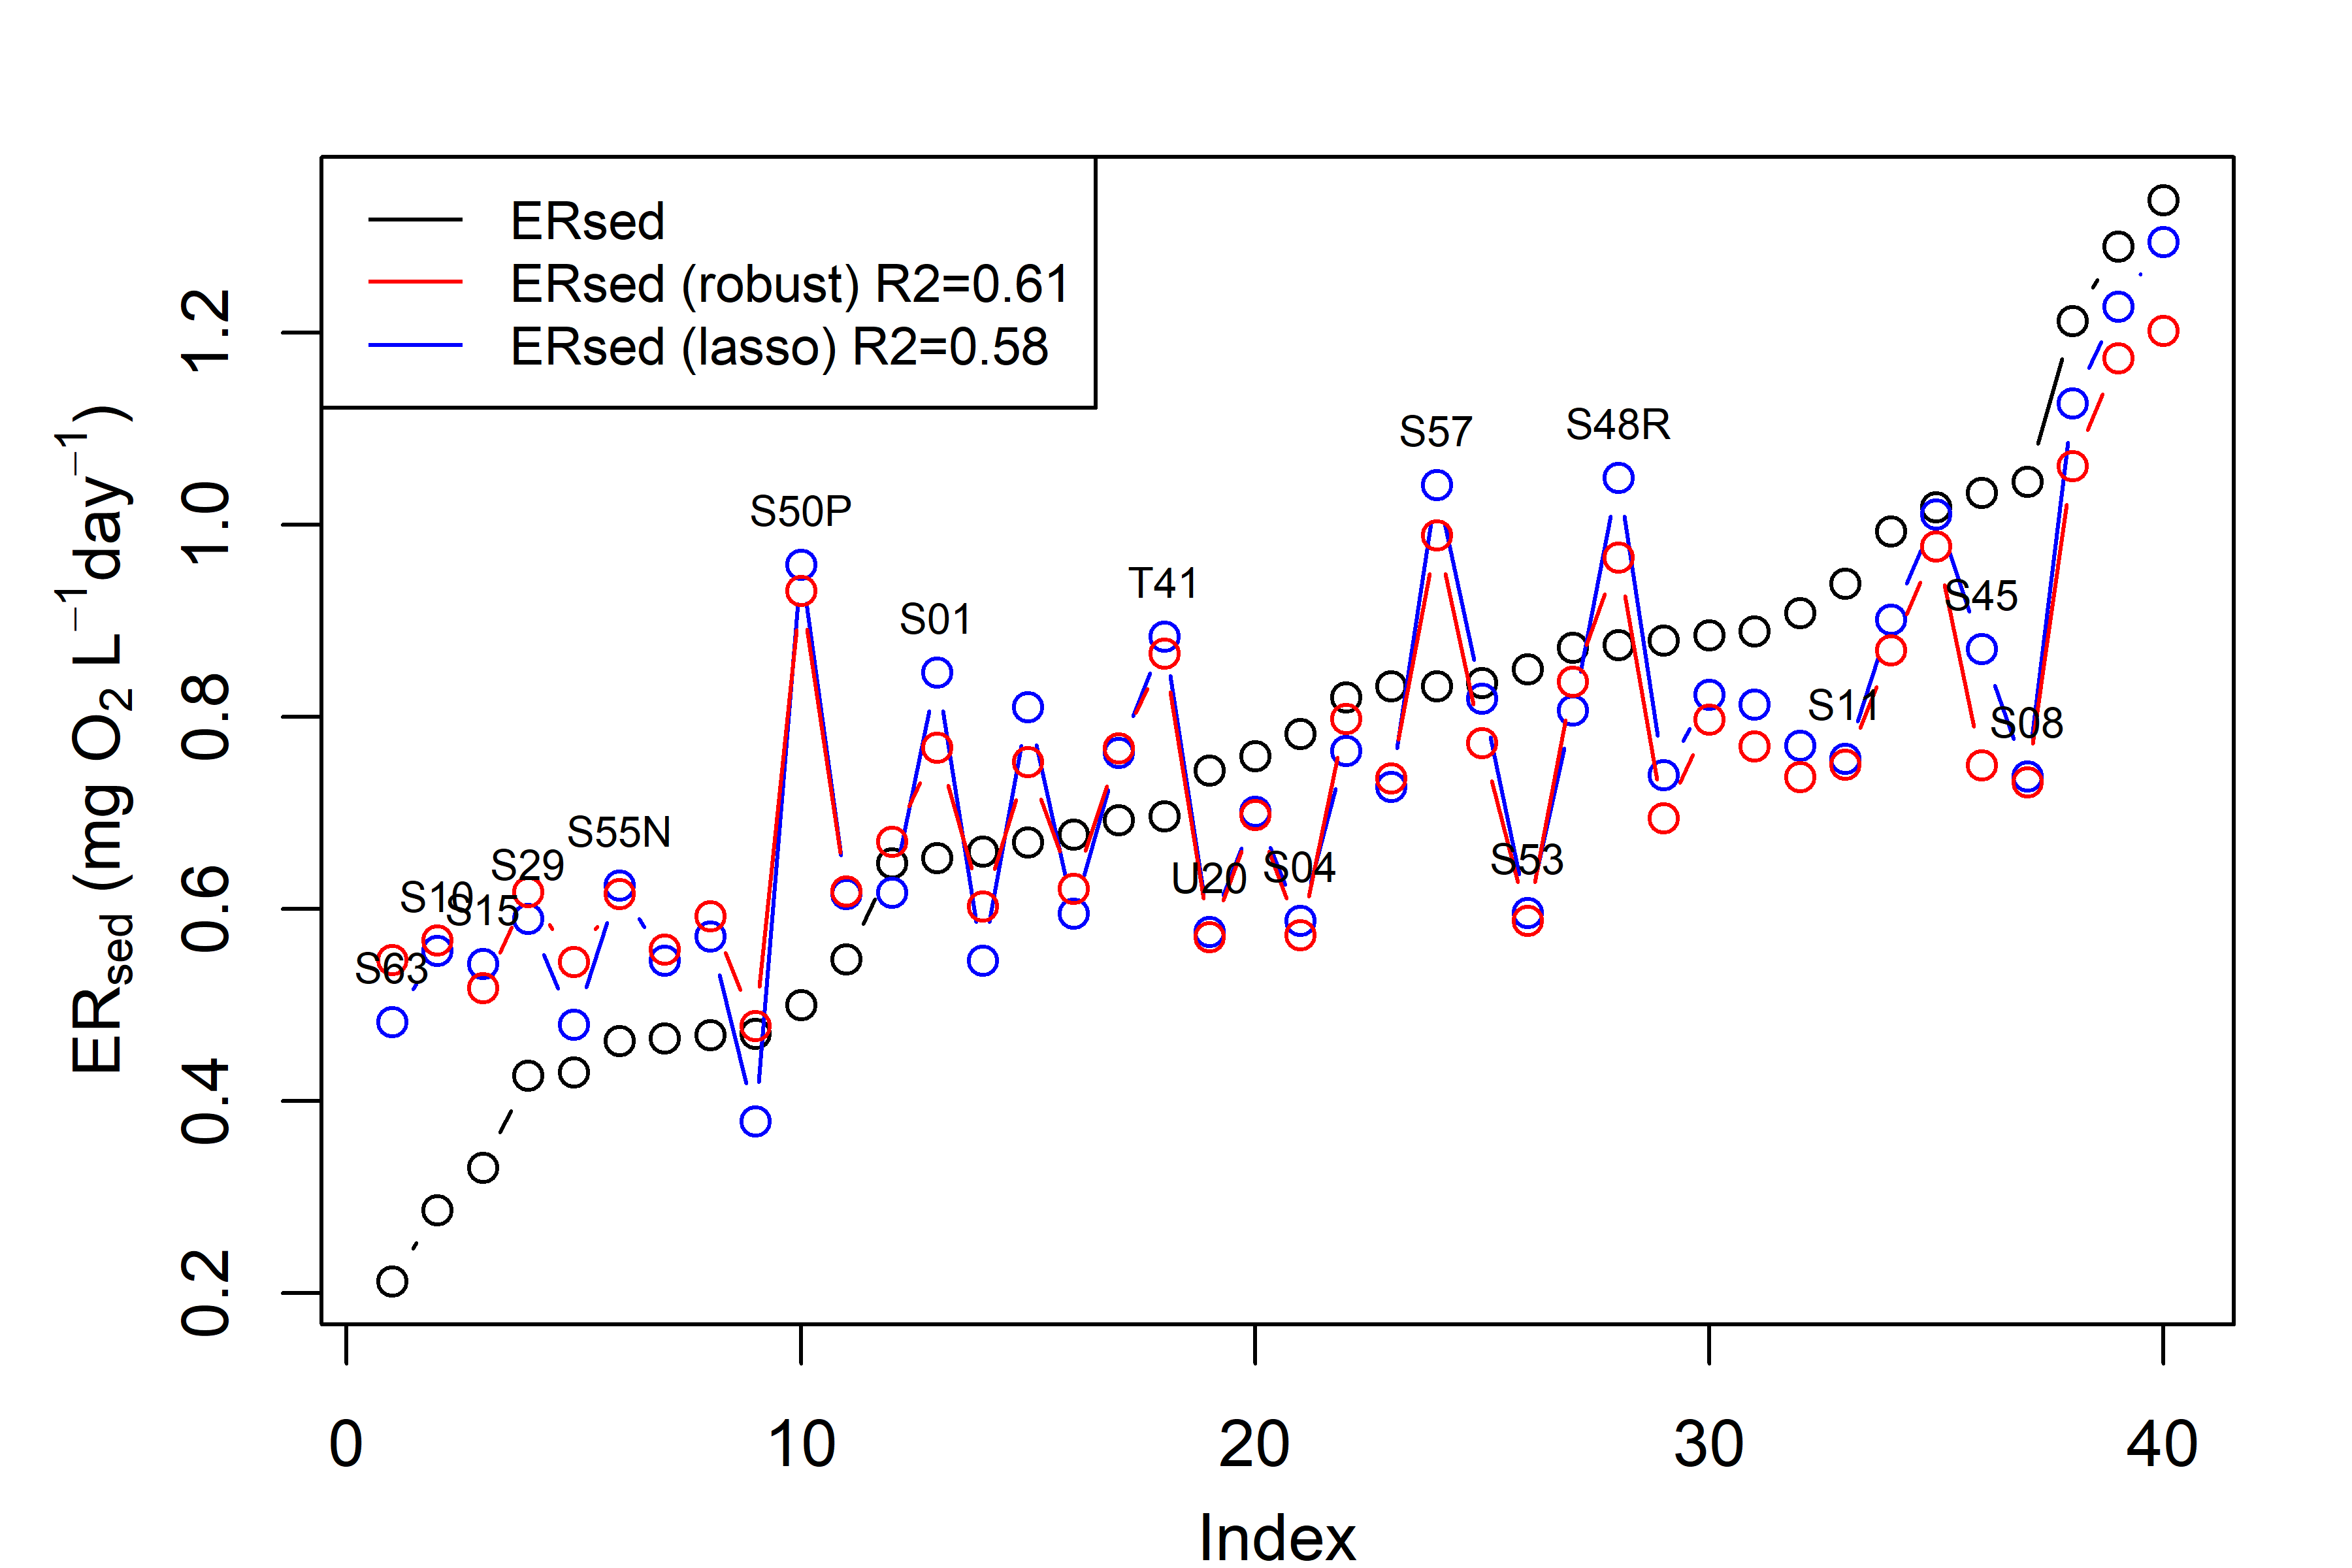 ERsed
ERsed (robust) R2=0.61
ERsed (lasso) R2=0.58
ERsed (mg O2 L−1day−1)
1.2
1.0
0.8
0.6
0.4
0.2
S48R
S57
S50P
T41
S45
S01
S11
S08
S55N
S29
S53
S04
U20
S10
S15
S63
0
10
20
30
40
Index